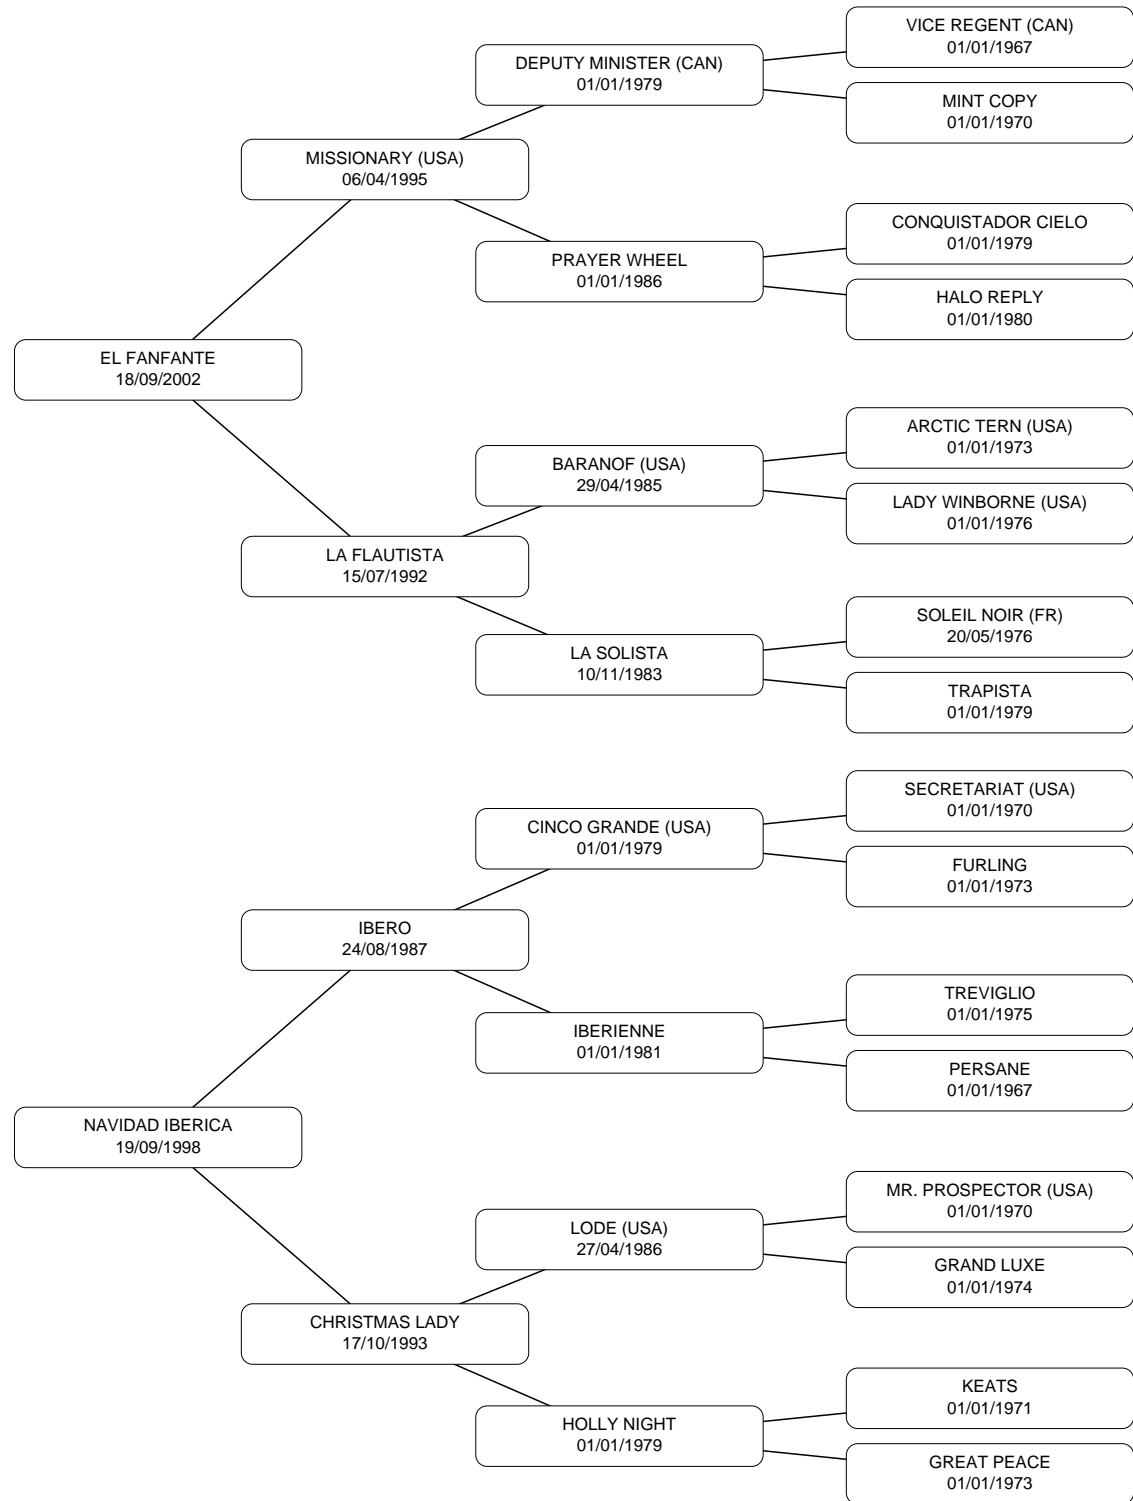 VICE REGENT (CAN)
01/01/1967
DEPUTY MINISTER (CAN)
01/01/1979
MINT COPY
01/01/1970
MISSIONARY (USA)
06/04/1995
CONQUISTADOR CIELO
01/01/1979
PRAYER WHEEL
01/01/1986
HALO REPLY
01/01/1980
EL FANFANTE
18/09/2002
ARCTIC TERN (USA)
01/01/1973
BARANOF (USA)
29/04/1985
LADY WINBORNE (USA)
01/01/1976
LA FLAUTISTA
15/07/1992
SOLEIL NOIR (FR)
20/05/1976
LA SOLISTA
10/11/1983
TRAPISTA
01/01/1979
SECRETARIAT (USA)
01/01/1970
CINCO GRANDE (USA)
01/01/1979
FURLING
01/01/1973
IBERO
24/08/1987
TREVIGLIO
01/01/1975
IBERIENNE
01/01/1981
PERSANE
01/01/1967
NAVIDAD IBERICA
19/09/1998
MR. PROSPECTOR (USA)
01/01/1970
LODE (USA)
27/04/1986
GRAND LUXE
01/01/1974
CHRISTMAS LADY
17/10/1993
KEATS
01/01/1971
HOLLY NIGHT
01/01/1979
GREAT PEACE
01/01/1973